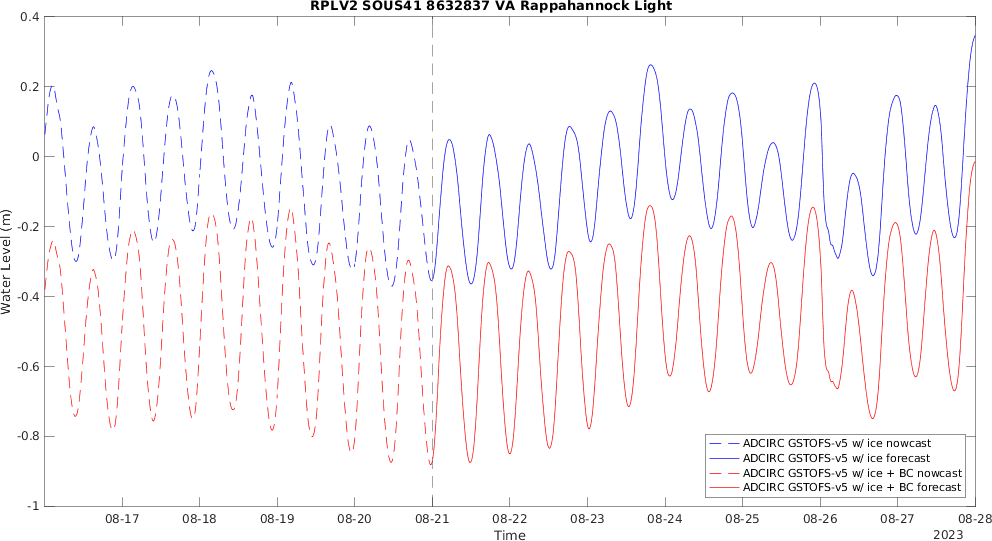 RPLV2 SOUS41 8632837 VA Rappahannock Light
0.4
0.2
0
-0.2
-0.4
-0.6
-0.8
-1
Water Level (m)
ADCIRC GSTOFS-v5 w/ ice nowcast
ADCIRC GSTOFS-v5 w/ ice forecast
ADCIRC GSTOFS-v5 w/ ice + BC nowcast
ADCIRC GSTOFS-v5 w/ ice + BC forecast
08-17 08-18 08-19 08-20 08-21 08-22 08-23 08-24 08-25 08-26 08-27 08-28
Time
2023